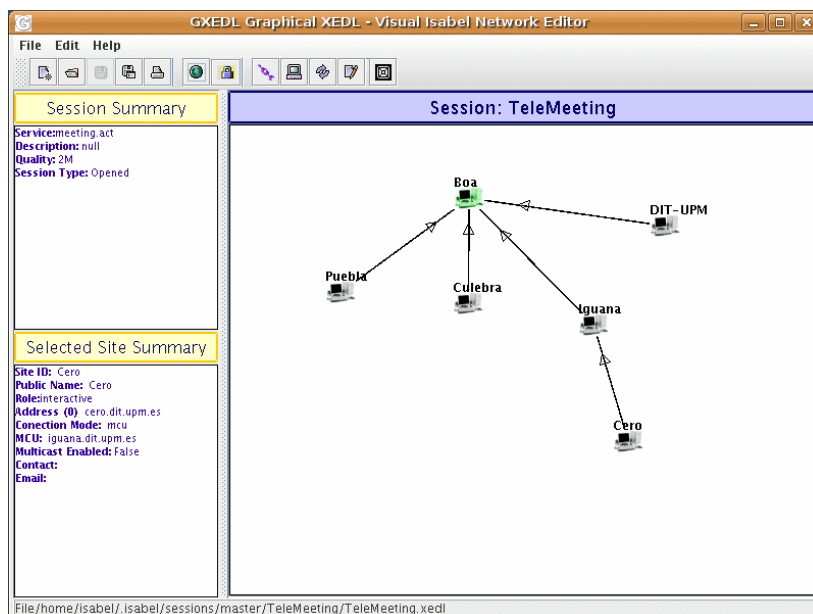 GXEDL Graphical XEDL - Visual Isabel Network Editor
File Edit Help
Session Summary
Service:meeting.act
Description: null
Quality: 2M
Session Type: Opened
Selected Site Summary
Site ID: Cero
Public Name: Cero
Role:interactive
Address (0) cero.dit.upm.es
Conection Mode: mcu
MCU: iguana.dit.upm.es
Multicast Enabled: False
Contact:
Email:
Session: TeleMeeting
Boa
DIT-UPM
Puebla
Culebra
Iguana
Cero
File/home/isabel/.isabel/sessions/master/TeleMeeting/TeleMeeting.xedl